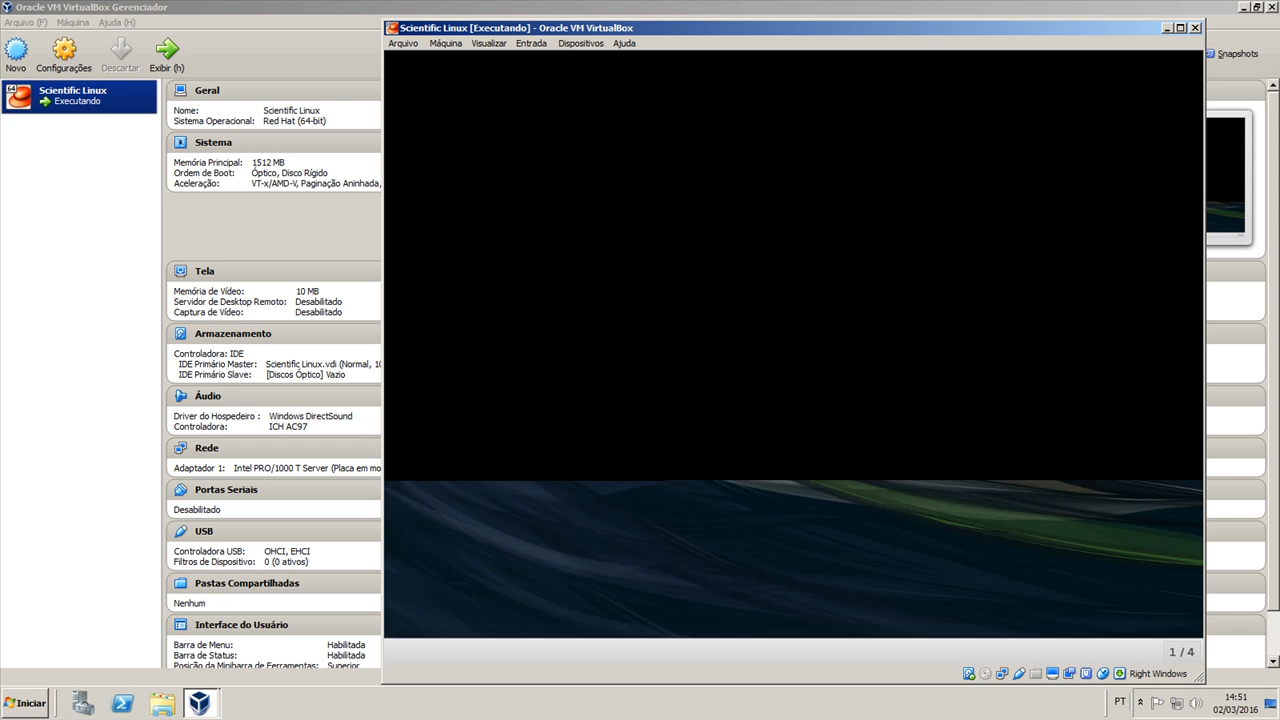 Oracle VM VirtualBox Gerenciador
Arquivo (F) Máquina Ajuda (H)
Novo Configurações Descartar Exibir (h)
Snapshots
64
Scientific Linux
Executando
Geral
Nome: Scientific Linux
Sistema Operacional: Red Hat (64-bit)
Sistema
Memória Principal: 1512 MB
Ordem de Boot: Óptico, Disco Rígido
Aceleração: VT-x/AMD-V, Paginação Aninhada,
Tela
Memória de Vídeo: 10 MB
Servidor de Desktop Remoto: Desabilitado
Captura de Vídeo: Desabilitado
Armazenamento
Controladora: IDE
IDE Primário Master: Scientific Linux.vdi (Normal, 10
IDE Primário Slave: [Discos Óptico] Vazio
Áudio
Driver do Hospedeiro : Windows DirectSound
Controladora: ICH AC97
Rede
Adaptador 1: Intel PRO/1000 T Server (Placa em mo
Portas Seriais
Desabilitado
USB
Controladora USB: OHCI, EHCI
Filtros de Dispositivo: 0 (0 ativos)
Pastas Compartilhadas
Nenhum
Interface do Usuário
Barra de Menu: Habilitada
Barra de Status: Habilitada
Posição da Minibarra de Ferramentas: Superior
Scientific Linux [Executando] - Oracle VM VirtualBox
Arquivo Máquina Visualizar Entrada Dispositivos Ajuda
1 / 4
Right Windows
Iniciar
PT
14:51
02/03/2016